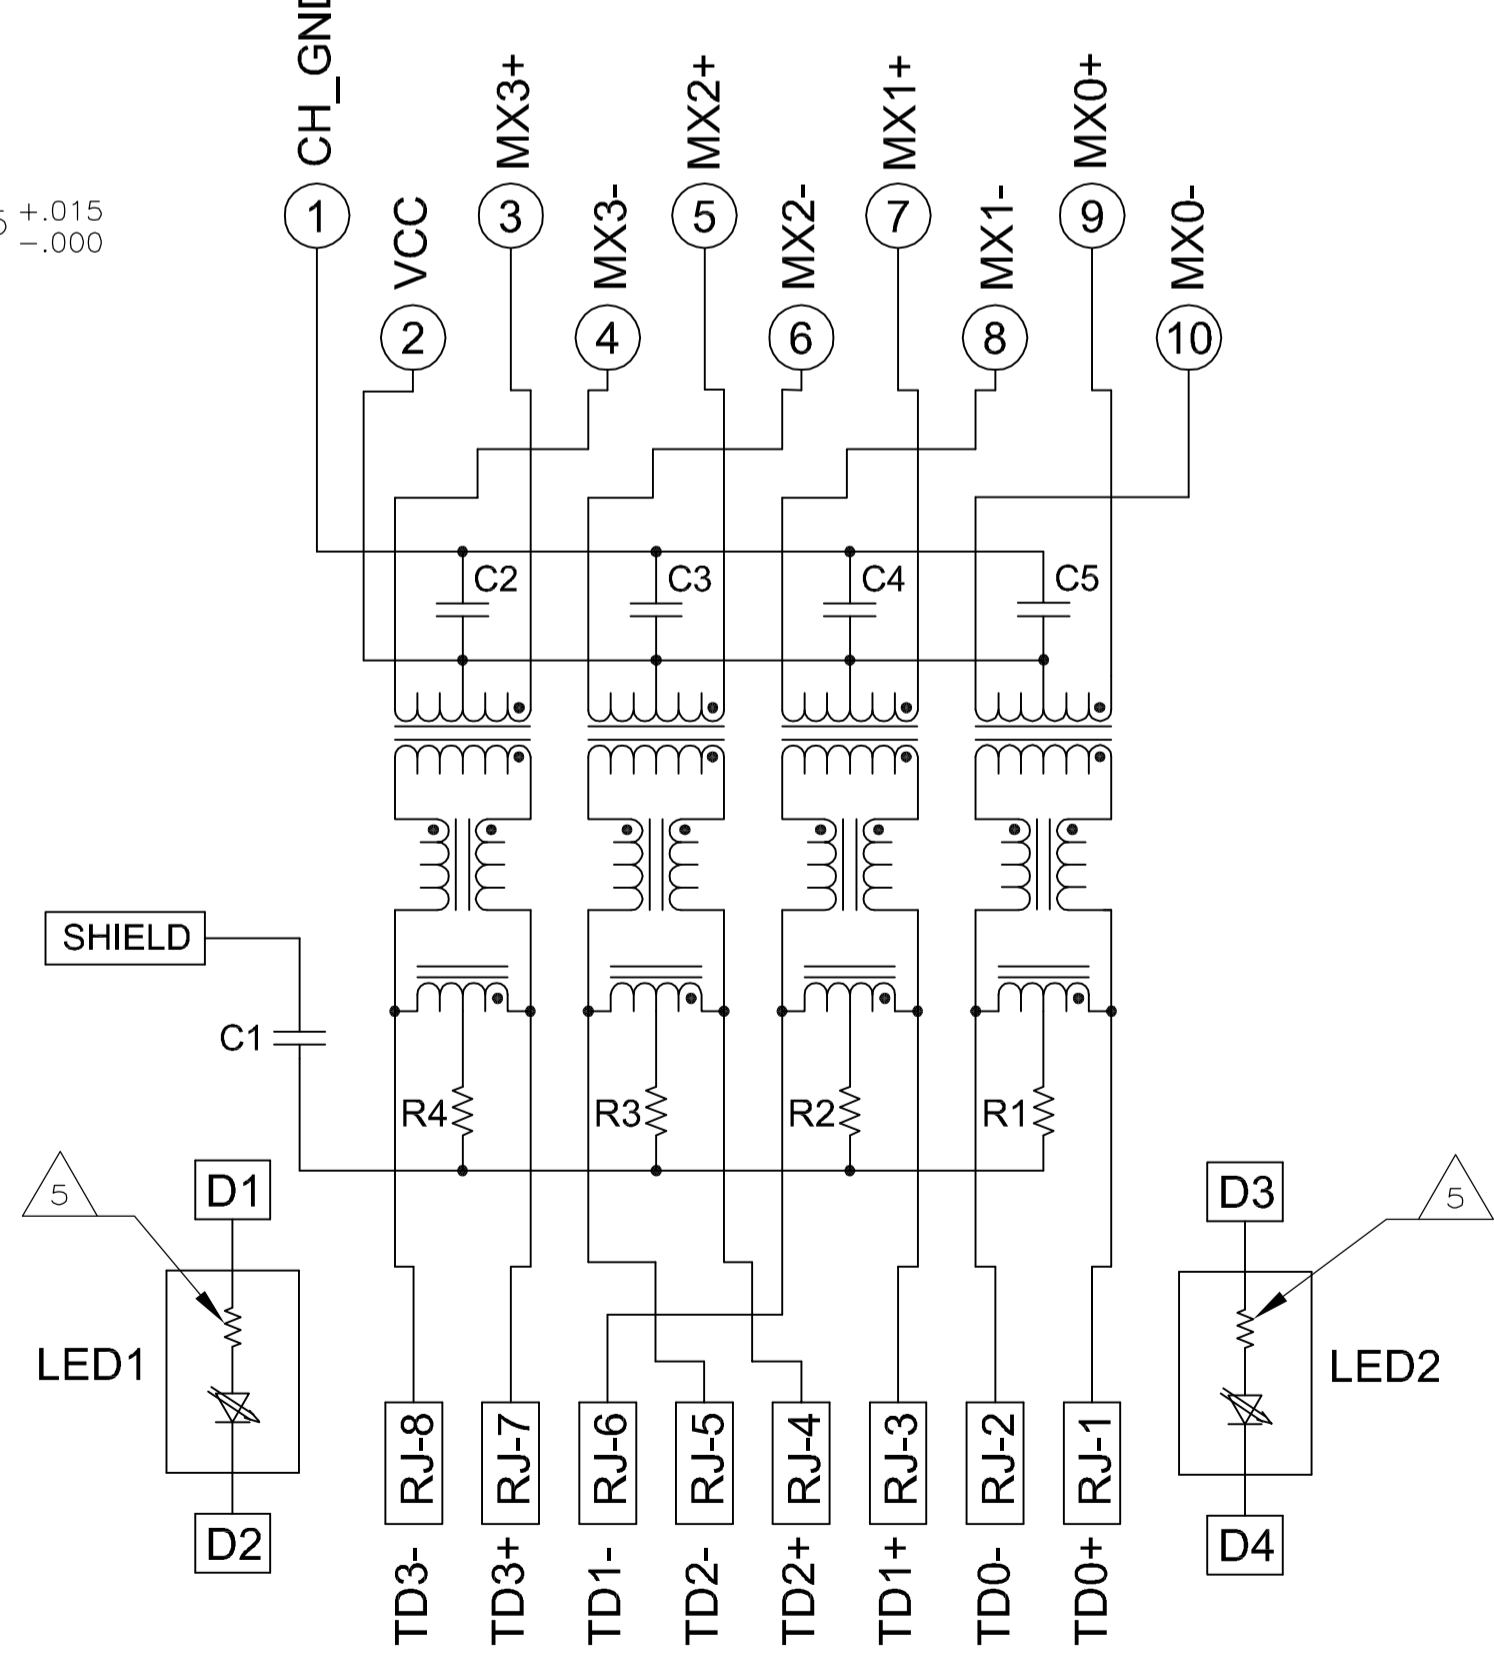 CH_GND
MX3+
MX2+
MX1+
MX0+
1
VCC
3
MX3-
5
MX2-
7
MX1-
9
MX0-
+.015
-.000
2
4
6
8
10
C2
C3
C4
C5
SHIELD
C1
R4
R3
R2
R1
5
D1
D3
5
LED1
LED2
RJ-8
RJ-7
RJ-6
RJ-5
RJ-4
RJ-3
RJ-2
RJ-1
D2
D4
TD3-
TD3+
TD1-
TD2-
TD2+
TD1+
TD0-
TD0+